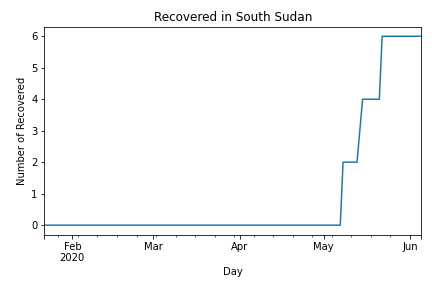 Recovered in South Sudan
Number of Recovered
6
5
4
3
2
1
0
Feb
2020
Mar
Apr
May
Jun
Day